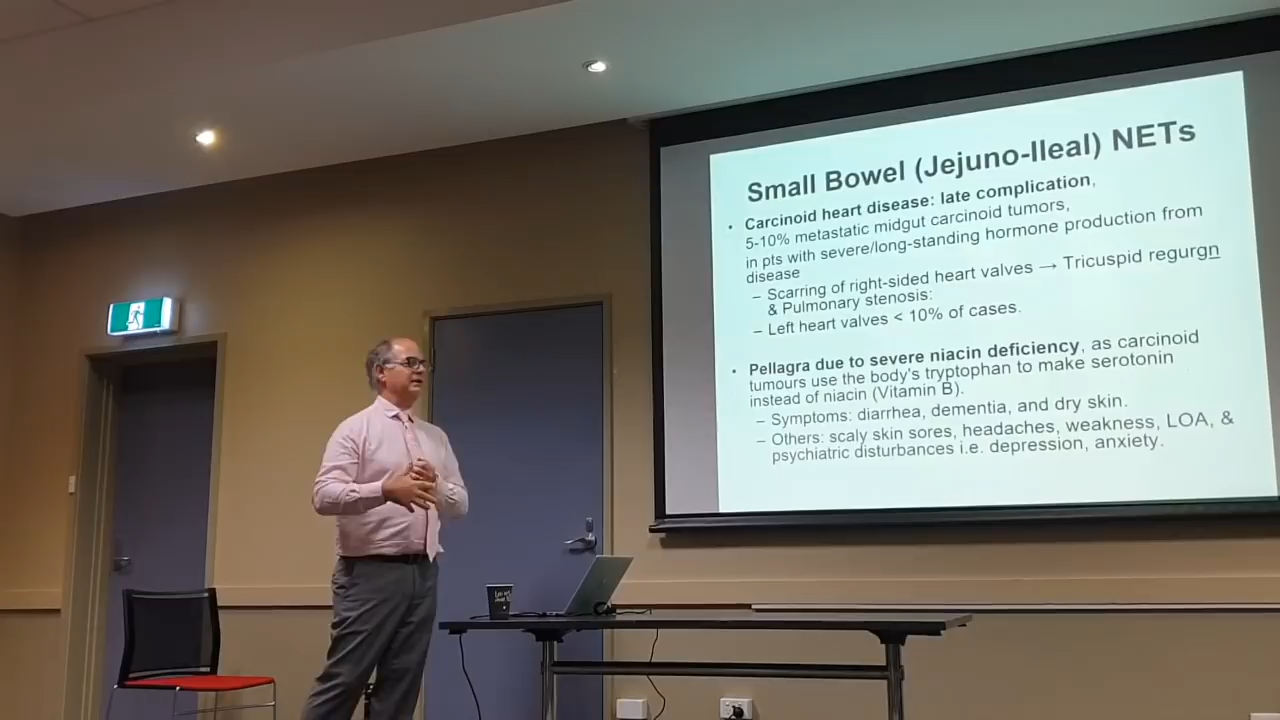 Small Bowel (Jejuno-Ileal) NETs
• Carcinoid heart disease: late complication,
5-10% metastatic midgut carcinoid tumors,
in pts with severe/long-standing hormone production from
disease
– Scarring of right-sided heart valves → Tricuspid regurgn
& Pulmonary stenosis:
– Left heart valves < 10% of cases.
• Pellagra due to severe niacin deficiency, as carcinoid
tumours use the body's tryptophan to make serotonin
instead of niacin (Vitamin B).
– Symptoms: diarrhea, dementia, and dry skin.
– Others: scaly skin sores, headaches, weakness, LOA, &
psychiatric disturbances i.e. depression, anxiety.